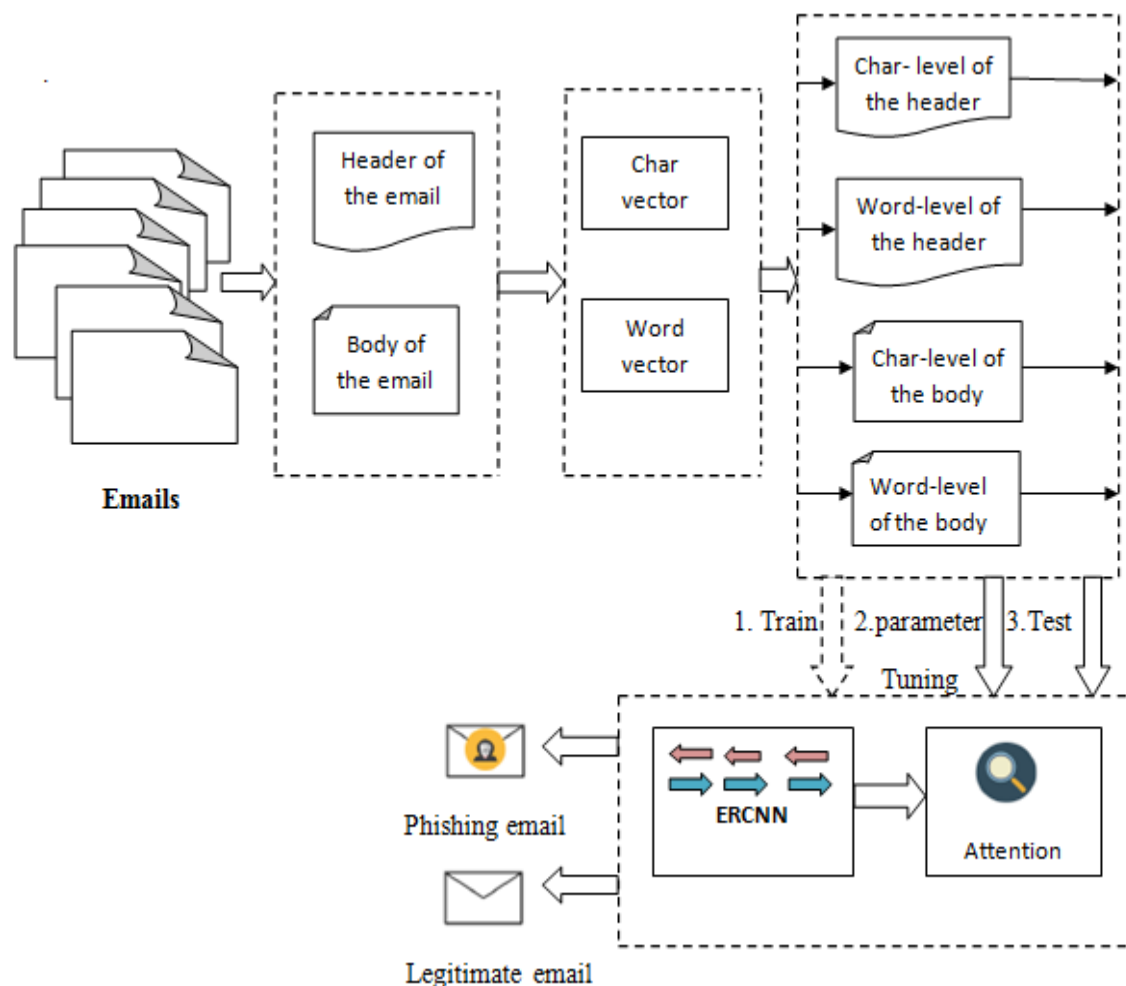 Header of
the email
Body of
the email
Emails
Char
vector
Word
vector
Char- level of
the header
Word-level of
the header
Char-level of
the body
Word-level
of the body
1. Train
2.parameter
Tuning
3.Test
ERCNN
Attention
Phishing email
Legitimate email